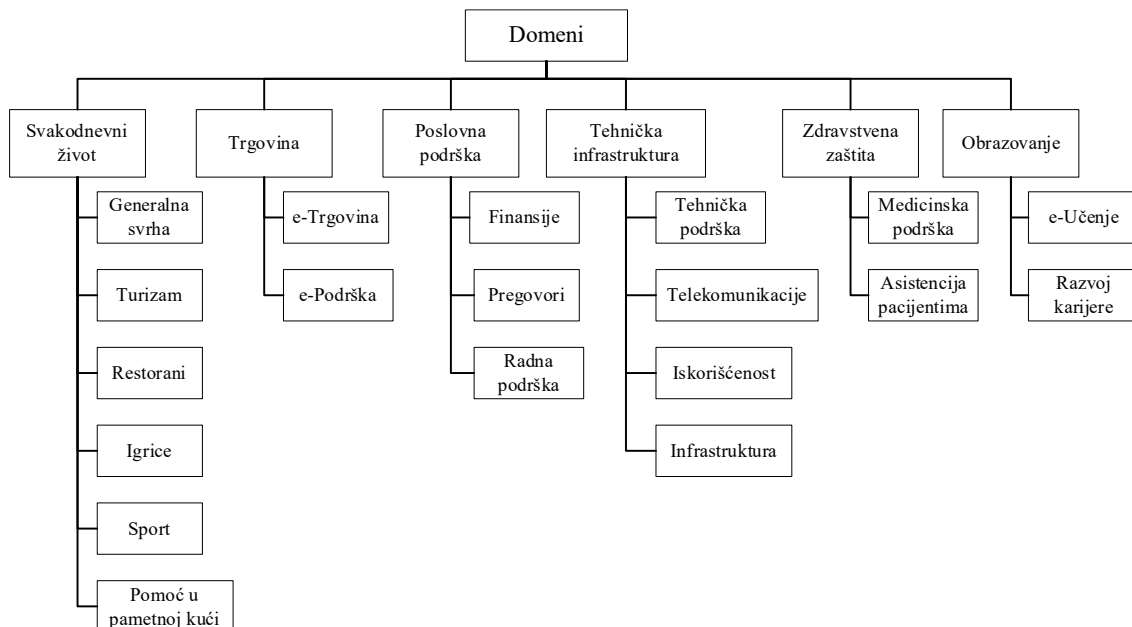 Domeni
Svakodnevni
život
Trgovina
Poslovna
podrška
Tehnička
infrastruktura
Zdravstvena
zaštita
Obrazovanje
Generalna
svrha
Turizam
Restorani
Igrice
Sport
Pomoć u
pametnoj kući
e-Trgovina
e-Podrška
Finansije
Pregovori
Radna
podrška
Tehnička
podrška
Telekomunikacije
Iskorišćenost
Infrastruktura
Medicinska
podrška
Asistencija
pacijentima
e-Učenje
Razvoj
karijere